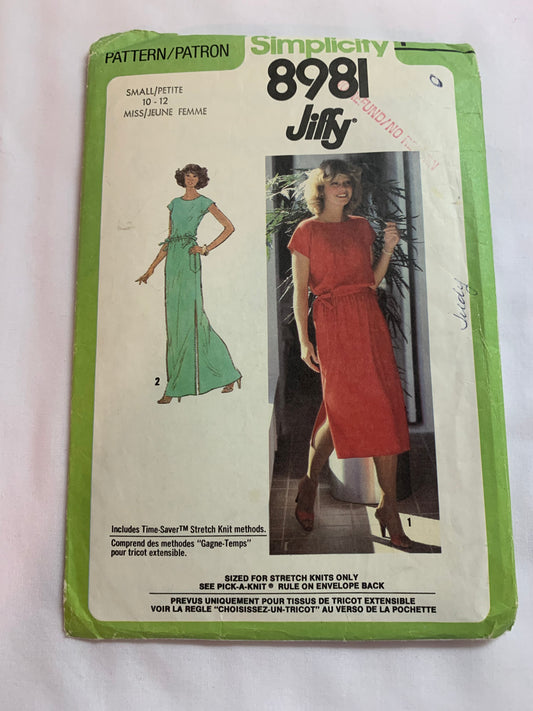 PATTERN/PATRON
Simplicity
8981
Jiffy®
SMALL/PETITE
10 - 12
MISS/JEUNE FEMME
0
Judy
2
1
Includes Time-Saver™ Stretch Knit methods.
Comprend des methodes "Gagne-Temps"
pour tricot extensible.
SIZED FOR STRETCH KNITS ONLY
SEE PICK-A-KNIT® RULE ON ENVELOPE BACK
PREVUS UNIQUEMENT POUR TISSUS DE TRICOT EXTENSIBLE
VOIR LA REGLE "CHOISISSEZ-UN-TRICOT" AU VERSO DE LA POCHETTE